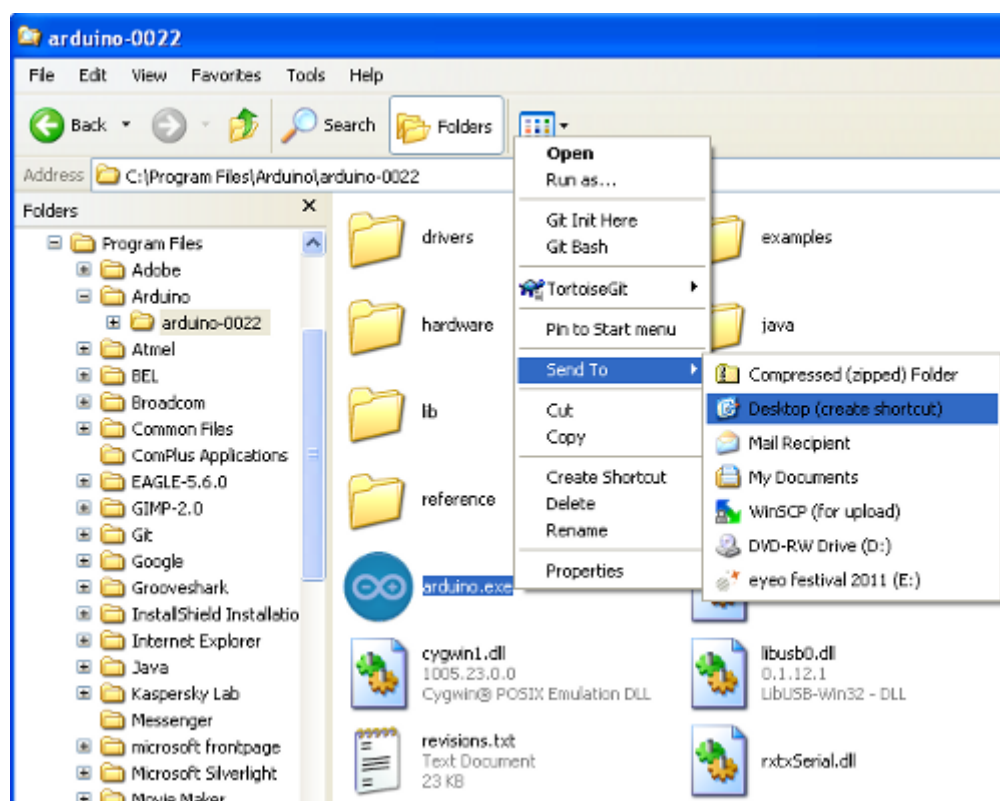 arduino-0022
File Edit View Favorites Tools Help
Back Search Folders
Address C:\Program Files\Arduino\arduino-0022
Folders
Program Files
Adobe
Arduino
arduino-0022
Atmel
BEL
Broadcom
Common Files
ComPlus Applications
EAGLE-5.6.0
GIMP-2.0
Git
Google
Grooveshark
InstallShield Installatio
Internet Explorer
Java
Kaspersky Lab
Messenger
microsoft frontpage
Microsoft Silverlight
Movie Maker
drivers
examples
hardware
java
lib
reference
arduino.exe
cygwin1.dll
1005.23.0.0
Cygwin® POSIX Emulation DLL
libusb0.dll
0.1.12.1
LibUSB-Win32 - DLL
revisions.txt
Text Document
23 KB
rxtxSerial.dll
Open
Run as...
Git Init Here
Git Bash
TortoiseGit
Pin to Start menu
Send To
Cut
Copy
Create Shortcut
Delete
Rename
Properties
Compressed (zipped) Folder
Desktop (create shortcut)
Mail Recipient
My Documents
WinSCP (for upload)
DVD-RW Drive (D:)
eyeo festival 2011 (E:)